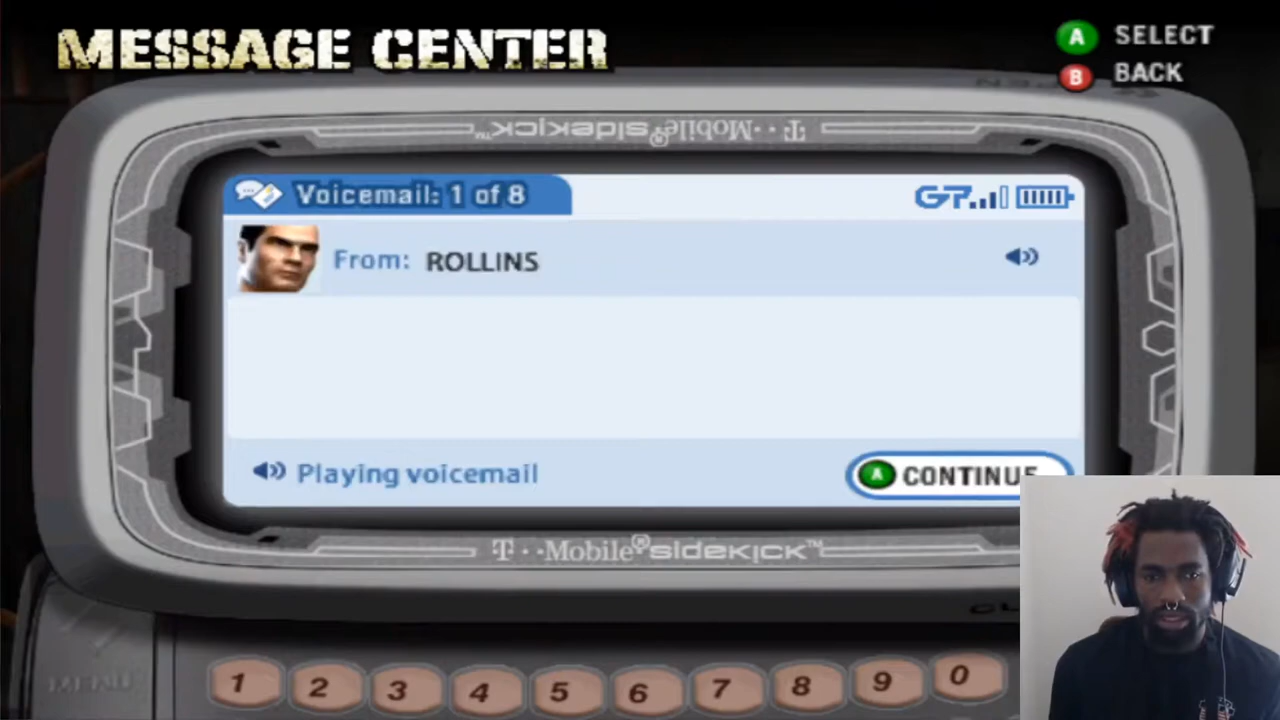 MESSAGE CENTER
A SELECT
B BACK
T··Mobile®sidekick™
Voicemail: 1 of 8
From: ROLLINS
Playing voicemail
A CONTINUE
T··Mobile®sidekick™
MENU
1 2 3 4 5 6 7 8 9 0